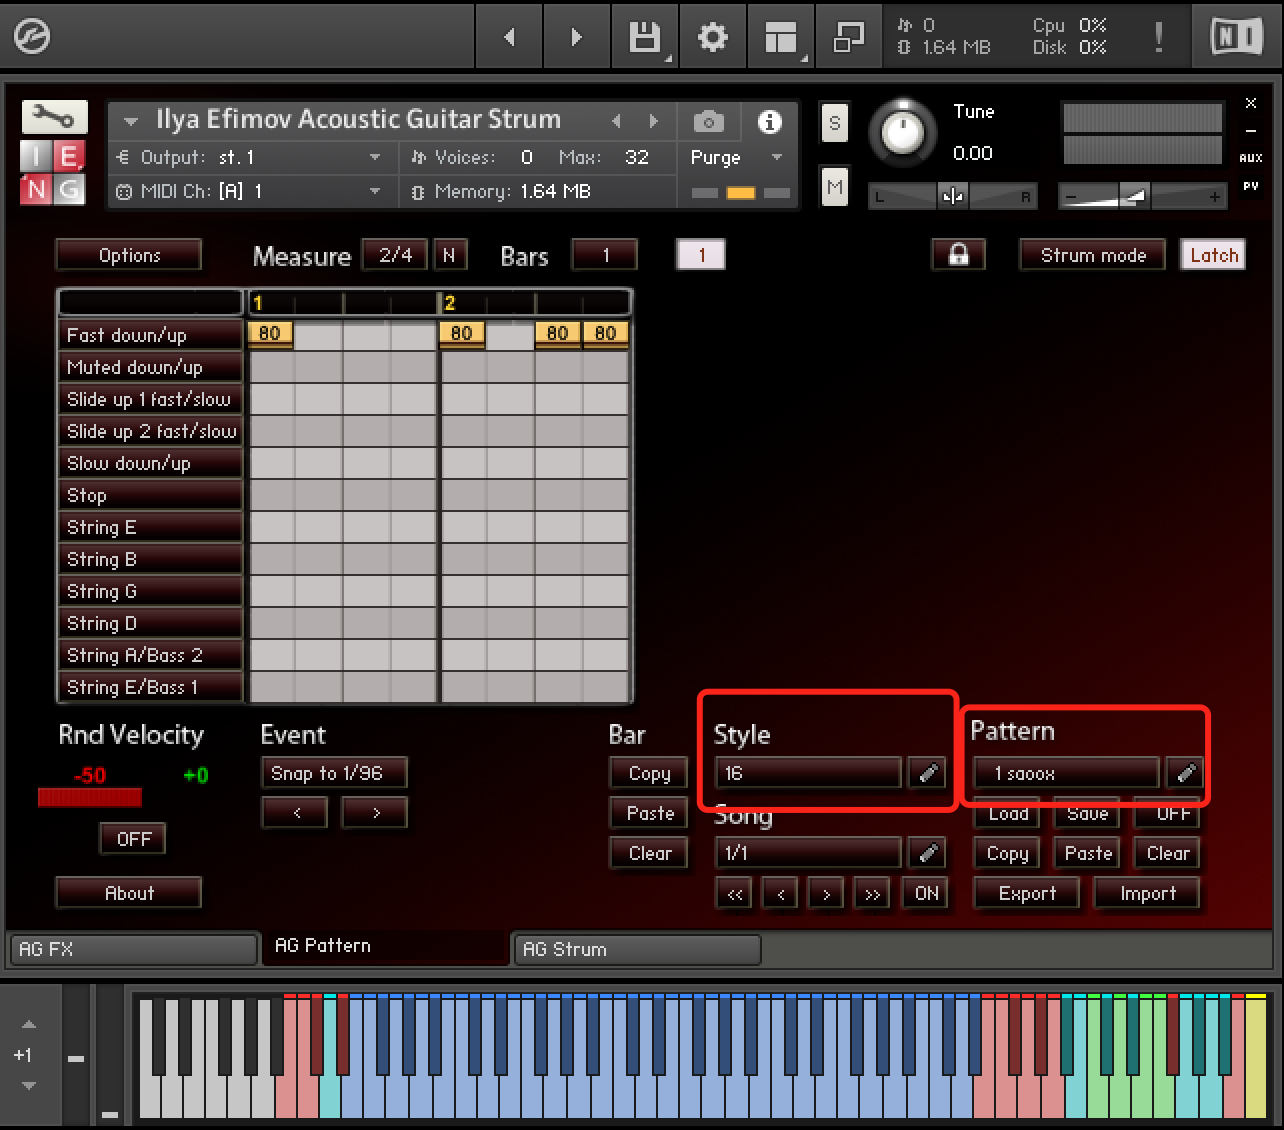 0 Cpu 0%
1.64 MB Disk 0% ! NI
Ilya Efimov Acoustic Guitar Strum i
S Tune x
IENG
Output: st.1 Voices: 0 Max: 32 Purge 0.00 AUX
MIDI Ch: [A] 1 Memory: 1.64 MB M L R - + PV
Options Measure 2/4 N Bars 1 1 Strum mode Latch
1 2
Fast down/up 80 80 80 80
Muted down/up
Slide up 1 fast/slow
Slide up 2 fast/slow
Slow down/up
Stop
String E
String B
String G
String D
String A/Bass 2
String E/Bass 1
Rnd Velocity Event Bar Style Pattern
-50 +0 Snap to 1/96 Copy 16 1 saoox
< > Paste Song Load Save OFF
OFF Clear 1/1 Copy Paste Clear
About << < > >> ON Export Import
AG FX AG Pattern AG Strum
+1